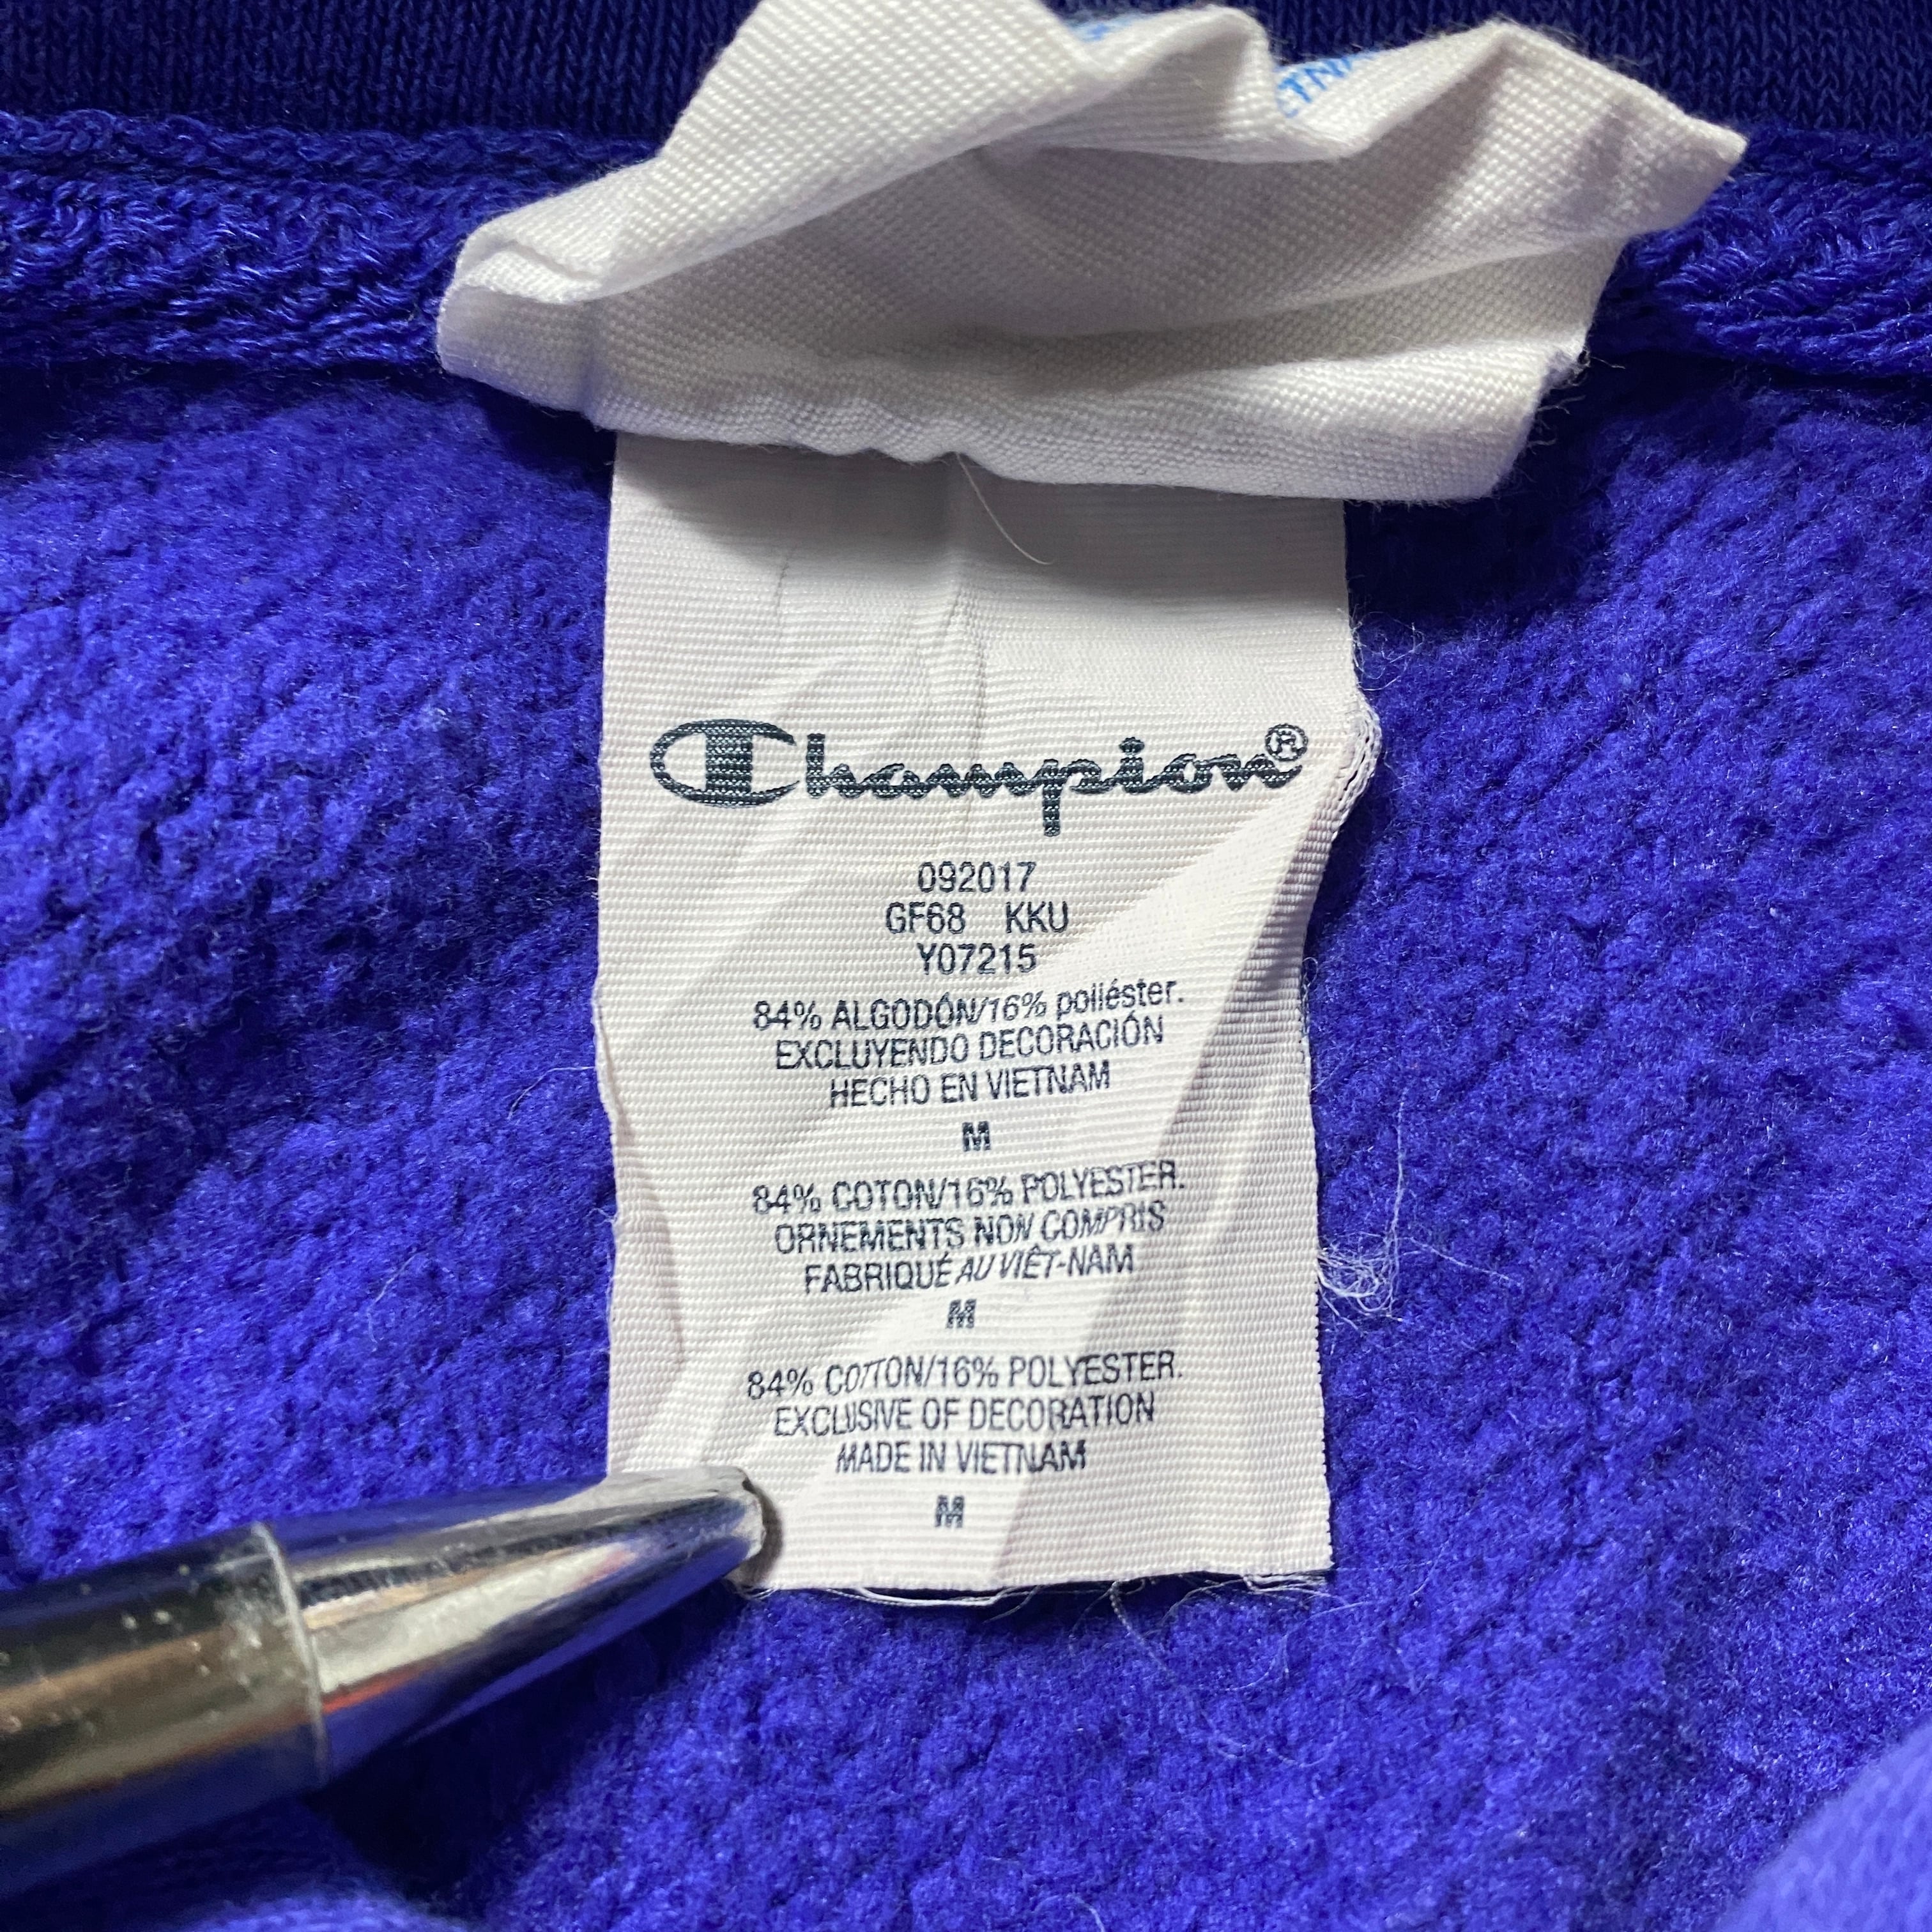 Champion®
092017
GF68 KKU
Y07215
84% ALGODÓN/16% poliéster.
EXCLUYENDO DECORACIÓN
HECHO EN VIETNAM
M
84% COTON/16% POLYESTER.
ORNEMENTS NON COMPRIS
FABRIQUÉ AU VIÊT-NAM
M
84% COTTON/16% POLYESTER.
EXCLUSIVE OF DECORATION
MADE IN VIETNAM
M